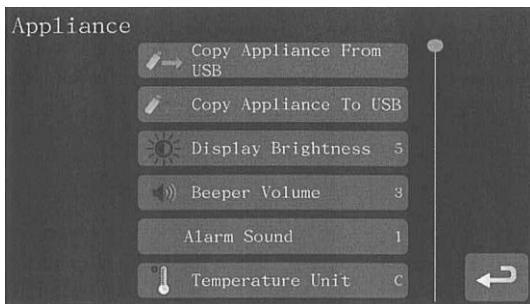 Appliance
Copy Appliance From
USB
Copy Appliance To USB
Display Brightness 5
Beeper Volume 3
Alarm Sound 1
Temperature Unit C